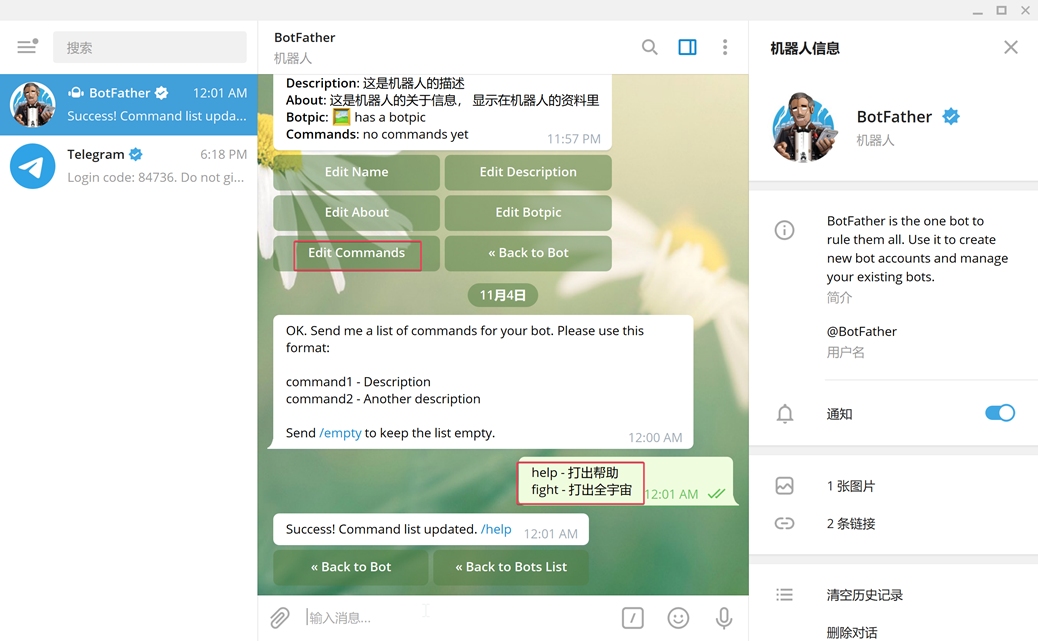 搜索
BotFather
12:01 AM
Success! Command list upda...
Telegram
6:18 PM
Login code: 84736. Do not gi...
BotFather
机器人
Description: 这是机器人的描述
About: 这是机器人的关于信息， 显示在机器人的资料里
Botpic: has a botpic
Commands: no commands yet
11:57 PM
Edit Name
Edit Description
Edit About
Edit Botpic
Edit Commands
« Back to Bot
11月4日
OK. Send me a list of commands for your bot. Please use this
format:
command1 - Description
command2 - Another description
Send /empty to keep the list empty.
12:00 AM
help - 打出帮助
fight - 打出全宇宙
12:01 AM
Success! Command list updated. /help
12:01 AM
« Back to Bot
« Back to Bots List
输入消息...
机器人信息
BotFather
机器人
BotFather is the one bot to
rule them all. Use it to create
new bot accounts and manage
your existing bots.
简介
@BotFather
用户名
通知
1 张图片
2 条链接
清空历史记录
删除对话